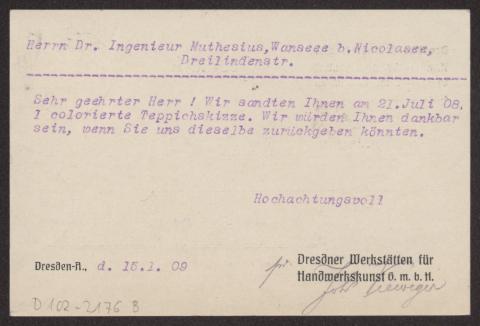 Herrn Dr. Ingenieur Muthesius,Wansee b.Nicolasee,
Dreilindenstr.
Sehr geehrter Herr ! Wir sandten Ihnen am 21.Juli 08.
1 colorierte Teppichskizze. Wir würden Ihnen dankbar
sein, wenn Sie uns dieselbe zurückgeben könnten.
Hochachtungsvoll
Dresden-A., d. 15.1. 09
Dresdner Werkstätten für
Handwerkskunst G. m. b. H.
D 102-2176 B